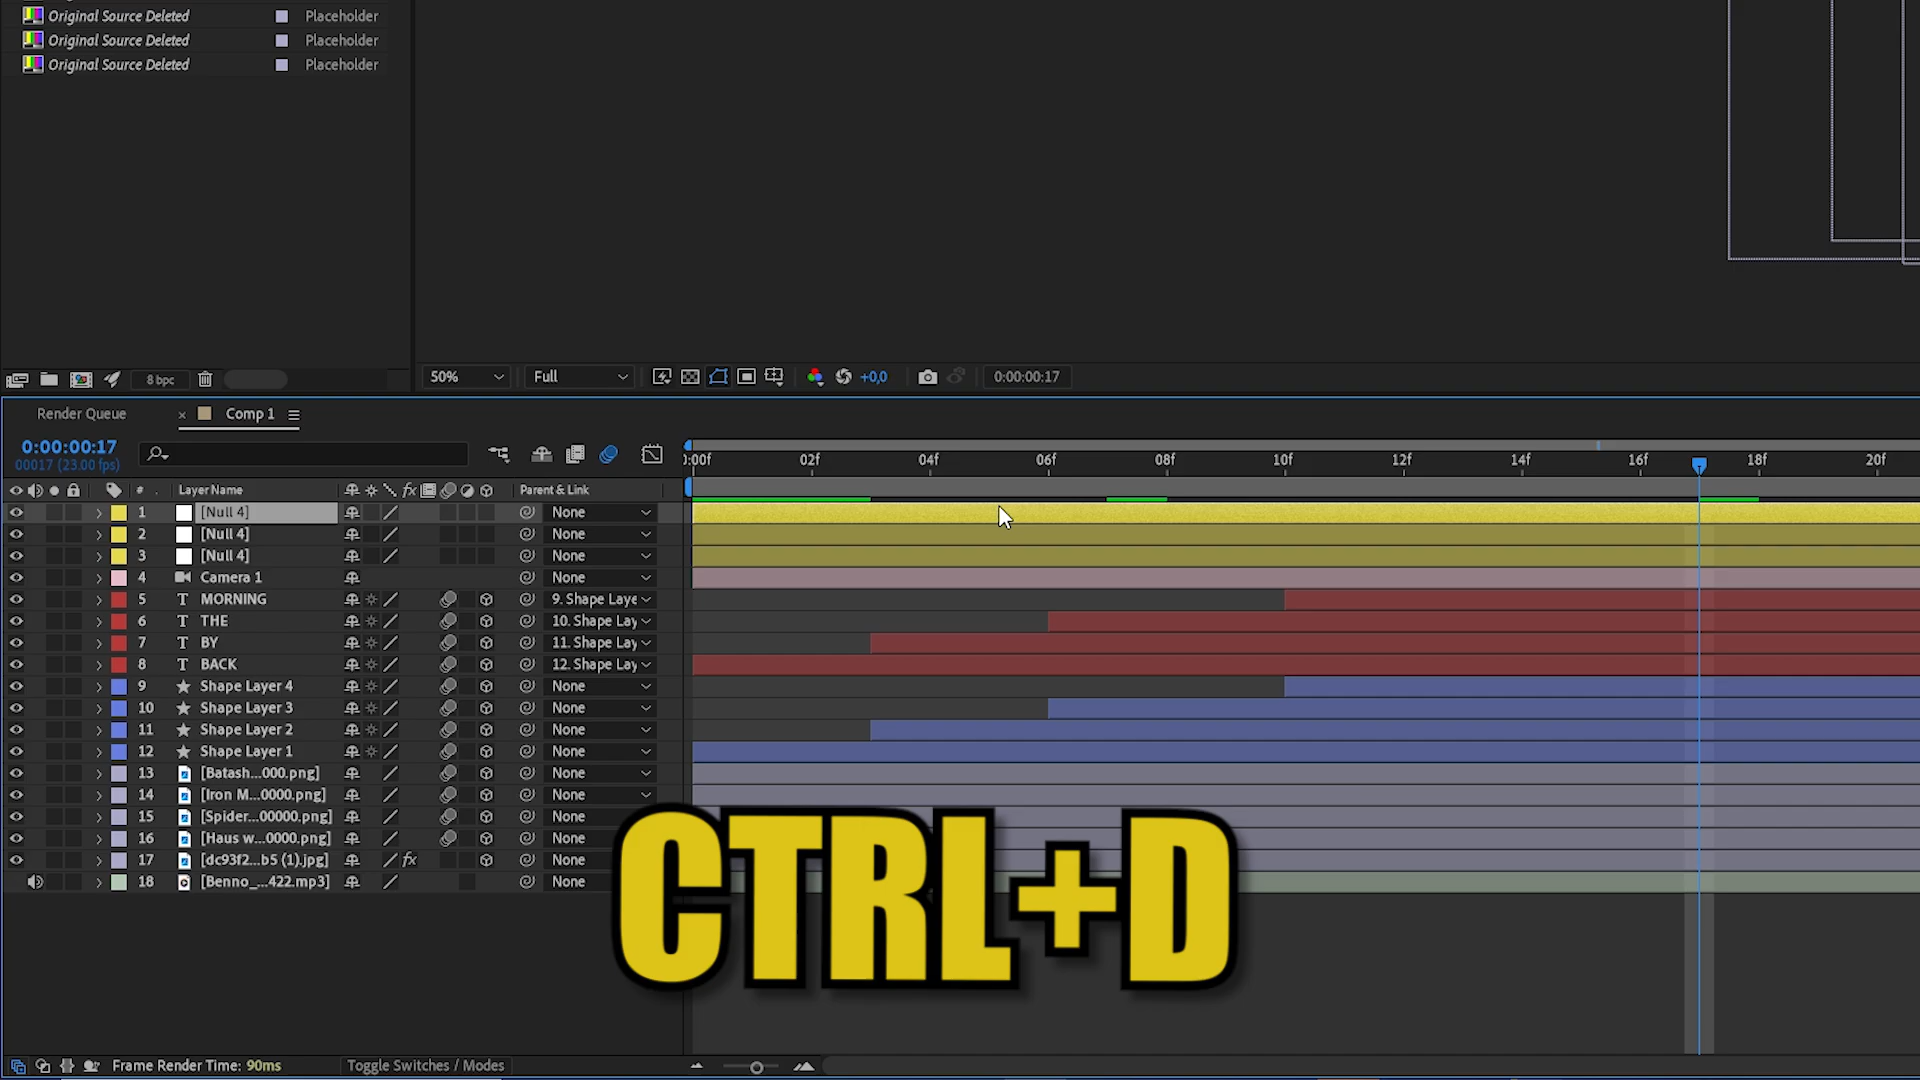 Original Source Deleted Placeholder
Original Source Deleted Placeholder
Original Source Deleted Placeholder
8 bpc
50% Full +0,0 0:00:00:17
Render Queue × Comp 1
0:00:00:17
00017 (23.00 fps)
):00f 02f 04f 06f 08f 10f 12f 14f 16f 18f 20f
# Layer Name fx Parent & Link
1 [Null 4] None
2 [Null 4] None
3 [Null 4] None
4 Camera 1 None
5 T MORNING 9. Shape Laye
6 T THE 10. Shape Lay
7 T BY 11. Shape Lay
8 T BACK 12. Shape Lay
9 Shape Layer 4 None
10 Shape Layer 3 None
11 Shape Layer 2 None
12 Shape Layer 1 None
13 [Batash...000.png] None
14 [Iron M...0000.png] None
15 [Spider...00000.png] None
16 [Haus w...0000.png] None
17 [dc93f2...b5 (1).jpg] fx None
18 [Benno_...422.mp3] None
CTRL+D
Frame Render Time: 90ms Toggle Switches / Modes